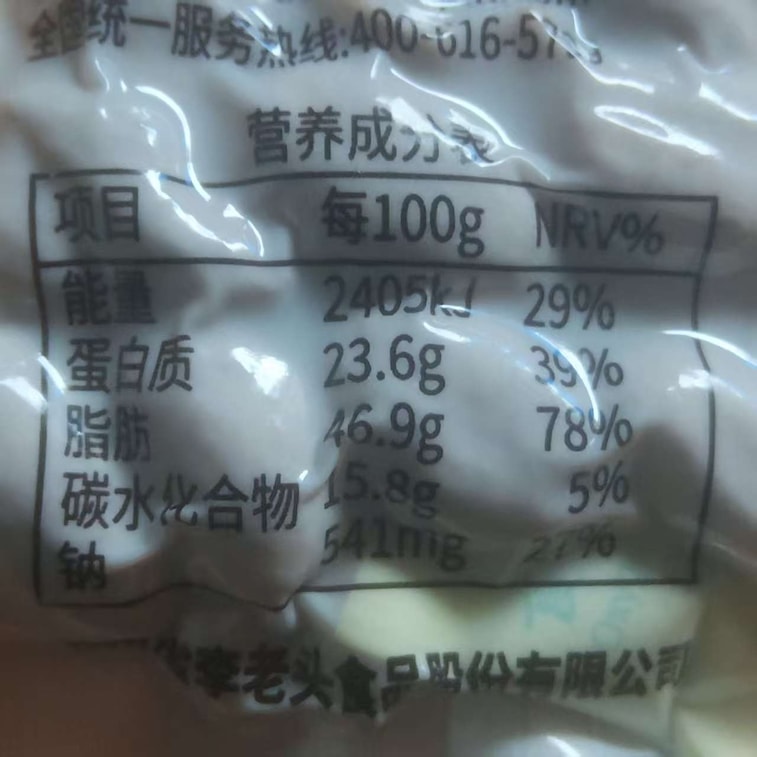 全国统一服务热线:400-616-57
营养成分表
项目 每100g NRV%
能量 2405kJ 29%
蛋白质 23.6g 39%
脂肪 46.9g 78%
碳水化合物 15.8g 5%
钠 541mg 27%
李老头食品股份有限公司